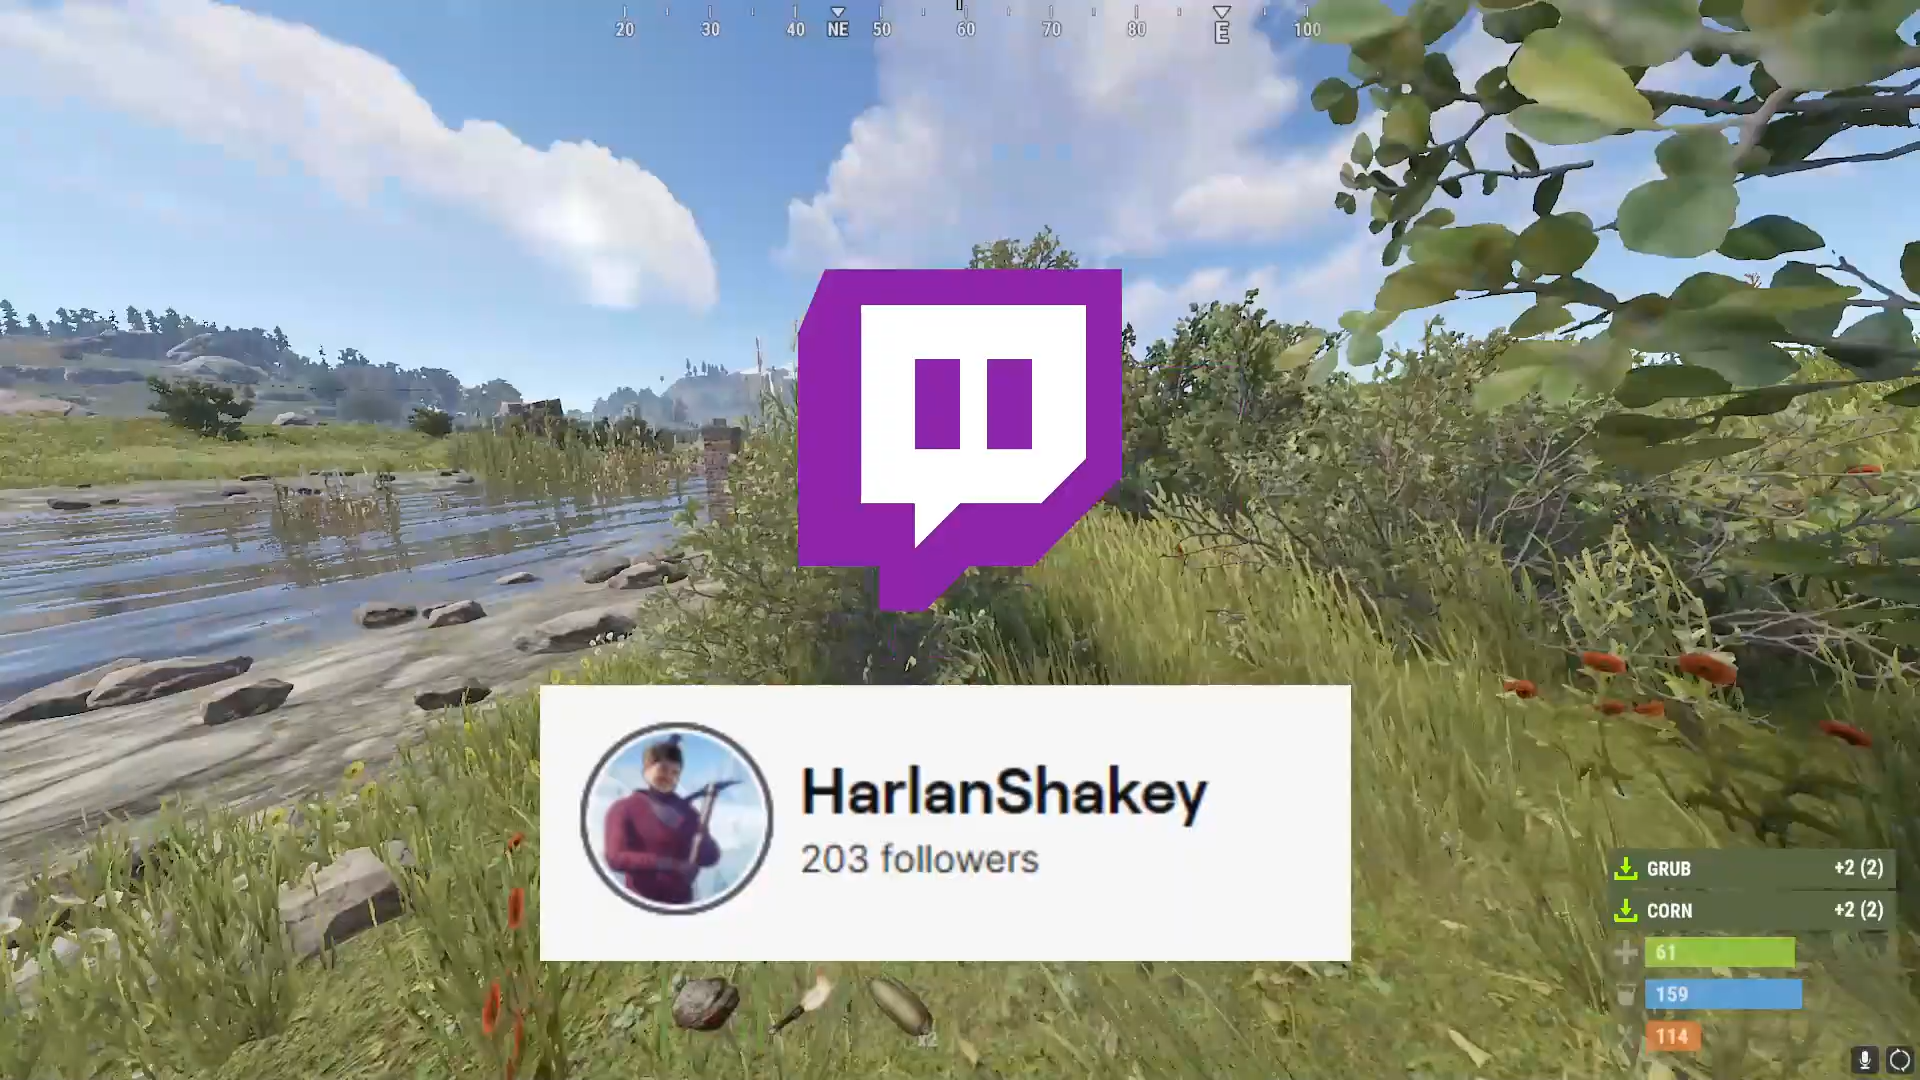 20 30 40 NE 50 60 70 80 E 100
HarlanShakey
203 followers
GRUB +2 (2)
CORN +2 (2)
61
159
114
x2